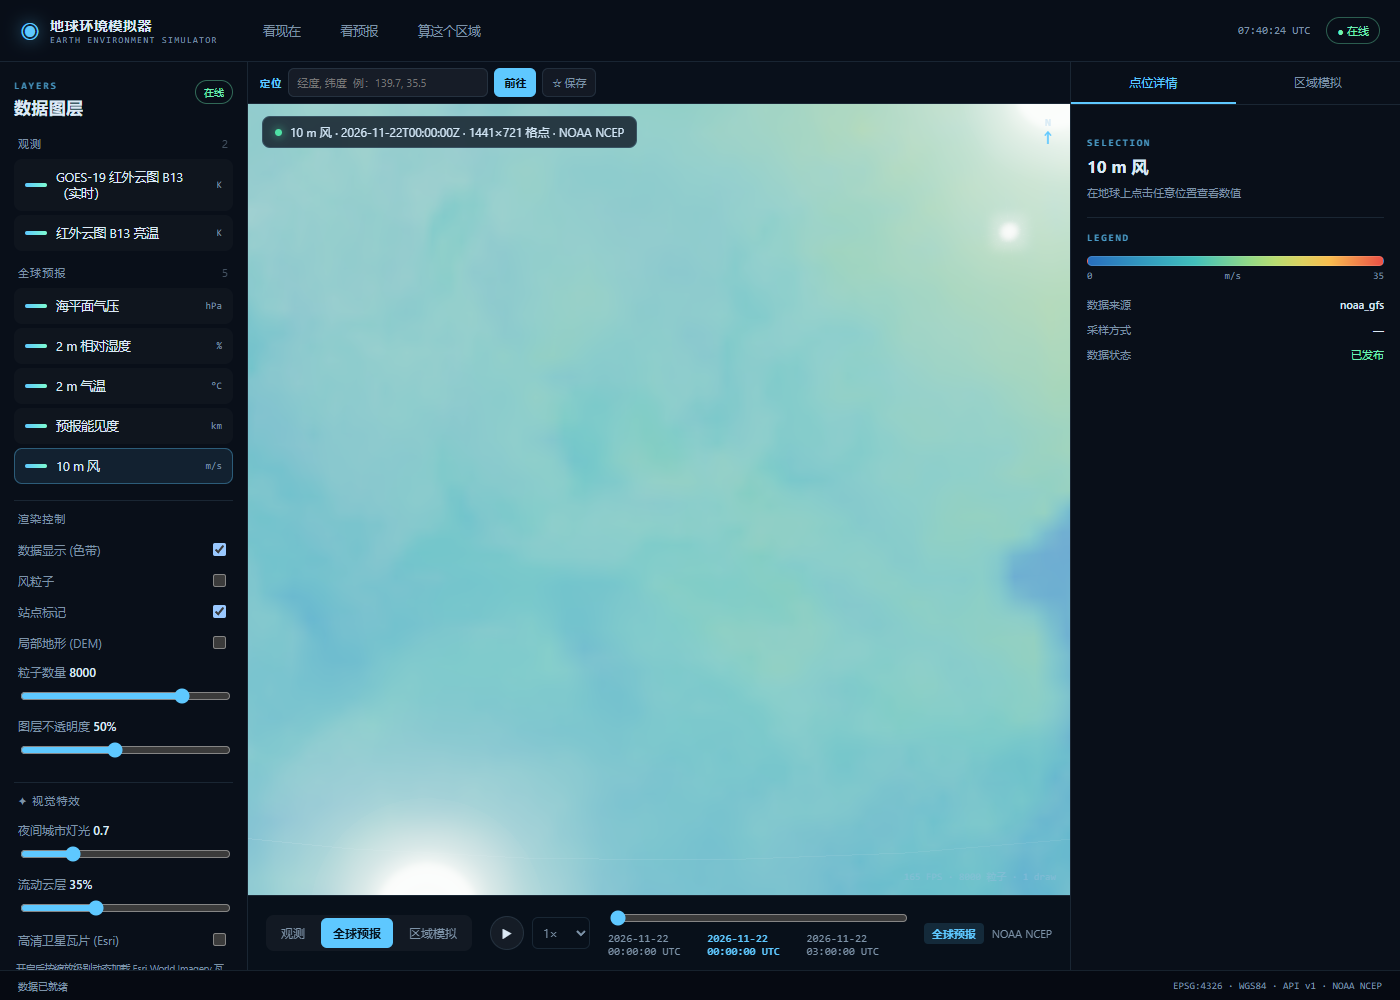 地球环境模拟器
EARTH ENVIRONMENT SIMULATOR
看现在
看预报
算这个区域
07:40:24 UTC
在线
LAYERS
数据图层
在线
观测
2
GOES-19 红外云图 B13
（实时）
K
红外云图 B13 亮温
K
全球预报
5
海平面气压
hPa
2 m 相对湿度
%
2 m 气温
°C
预报能见度
km
10 m 风
m/s
渲染控制
数据显示 (色带)
风粒子
站点标记
局部地形 (DEM)
粒子数量 8000
图层不透明度 50%
✦ 视觉特效
夜间城市灯光 0.7
流动云层 35%
高清卫星瓦片 (Esri)
定位
经度, 纬度 例：139.7, 35.5
前往
☆ 保存
10 m 风 · 2026-11-22T00:00:00Z · 1441×721 格点 · NOAA NCEP
N
点位详情
区域模拟
SELECTION
10 m 风
在地球上点击任意位置查看数值
LEGEND
0
m/s
35
数据来源
noaa_gfs
采样方式
—
数据状态
已发布
观测
全球预报
区域模拟
1×
2026-11-22
00:00:00 UTC
2026-11-22
00:00:00 UTC
2026-11-22
03:00:00 UTC
全球预报
NOAA NCEP
数据已就绪
EPSG:4326 · WGS84 · API v1 · NOAA NCEP